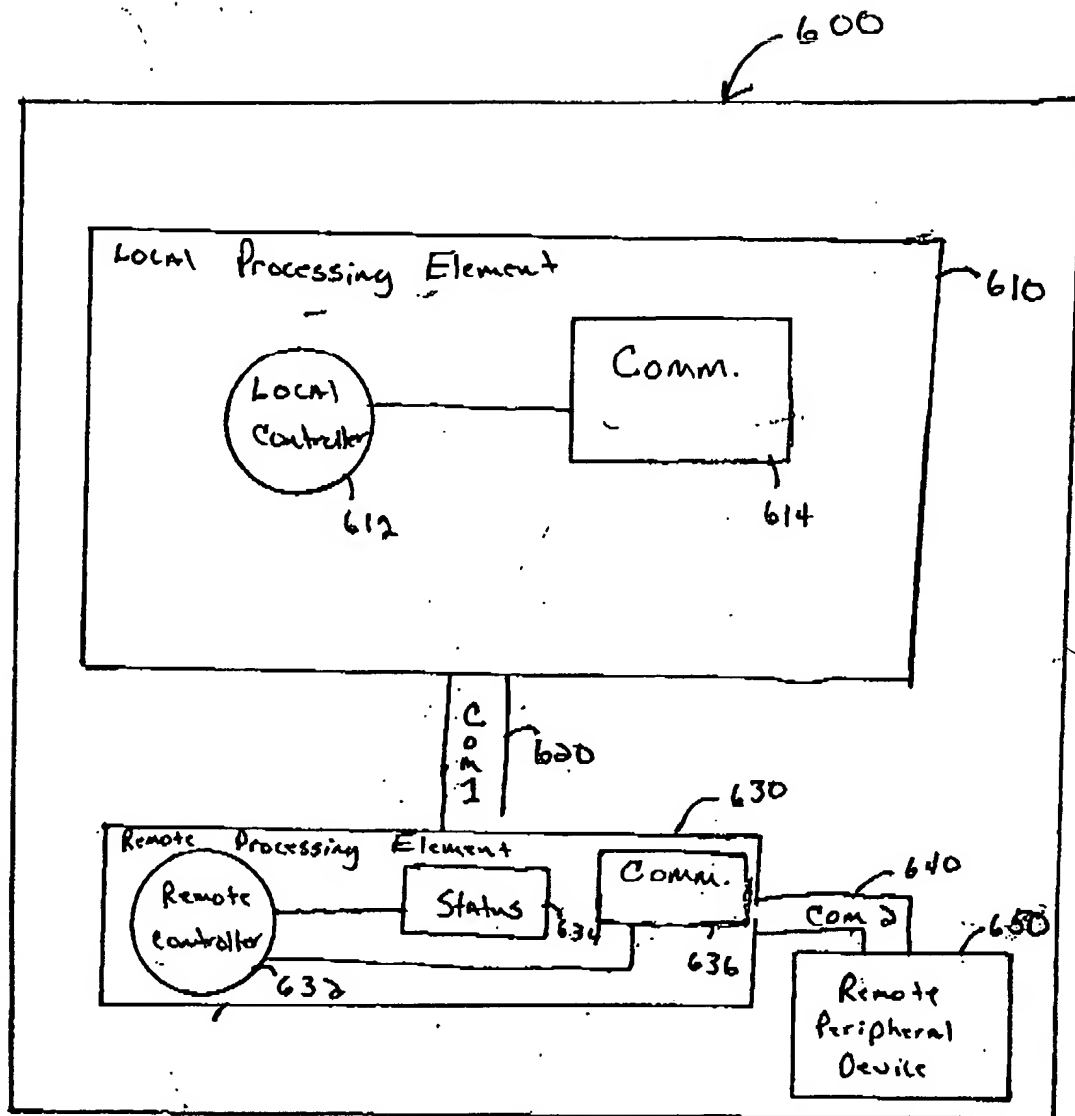 600
Local Processing Element
610
Local
Controller
612
Comm.
614
Com1
620
630
Remote Processing Element
Remote
Controller
632
Status
634
Comm.
636
640
Com 2
650
Remote
Peripheral
Device